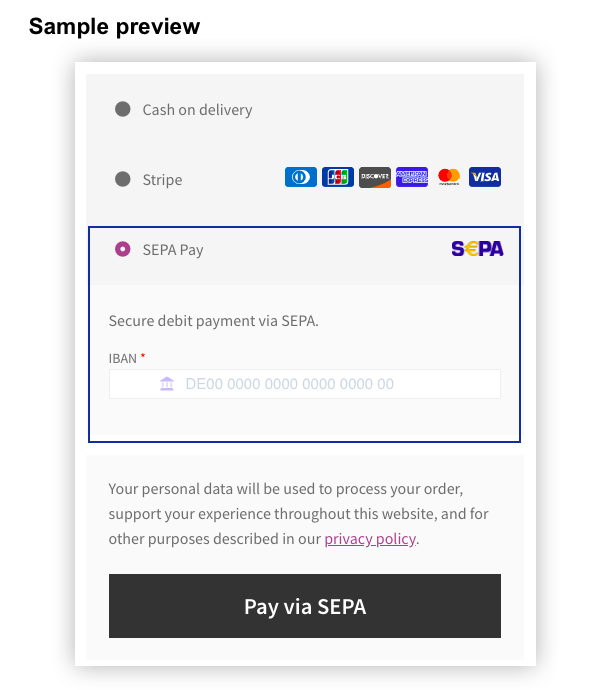 Sample preview
Cash on delivery
Stripe
JCB DISCOVER AMERICAN EXPRESS mastercard VISA
SEPA Pay S€PA
Secure debit payment via SEPA.
IBAN *
DE00 0000 0000 0000 0000 00
Your personal data will be used to process your order,
support your experience throughout this website, and for
other purposes described in our privacy policy.
Pay via SEPA